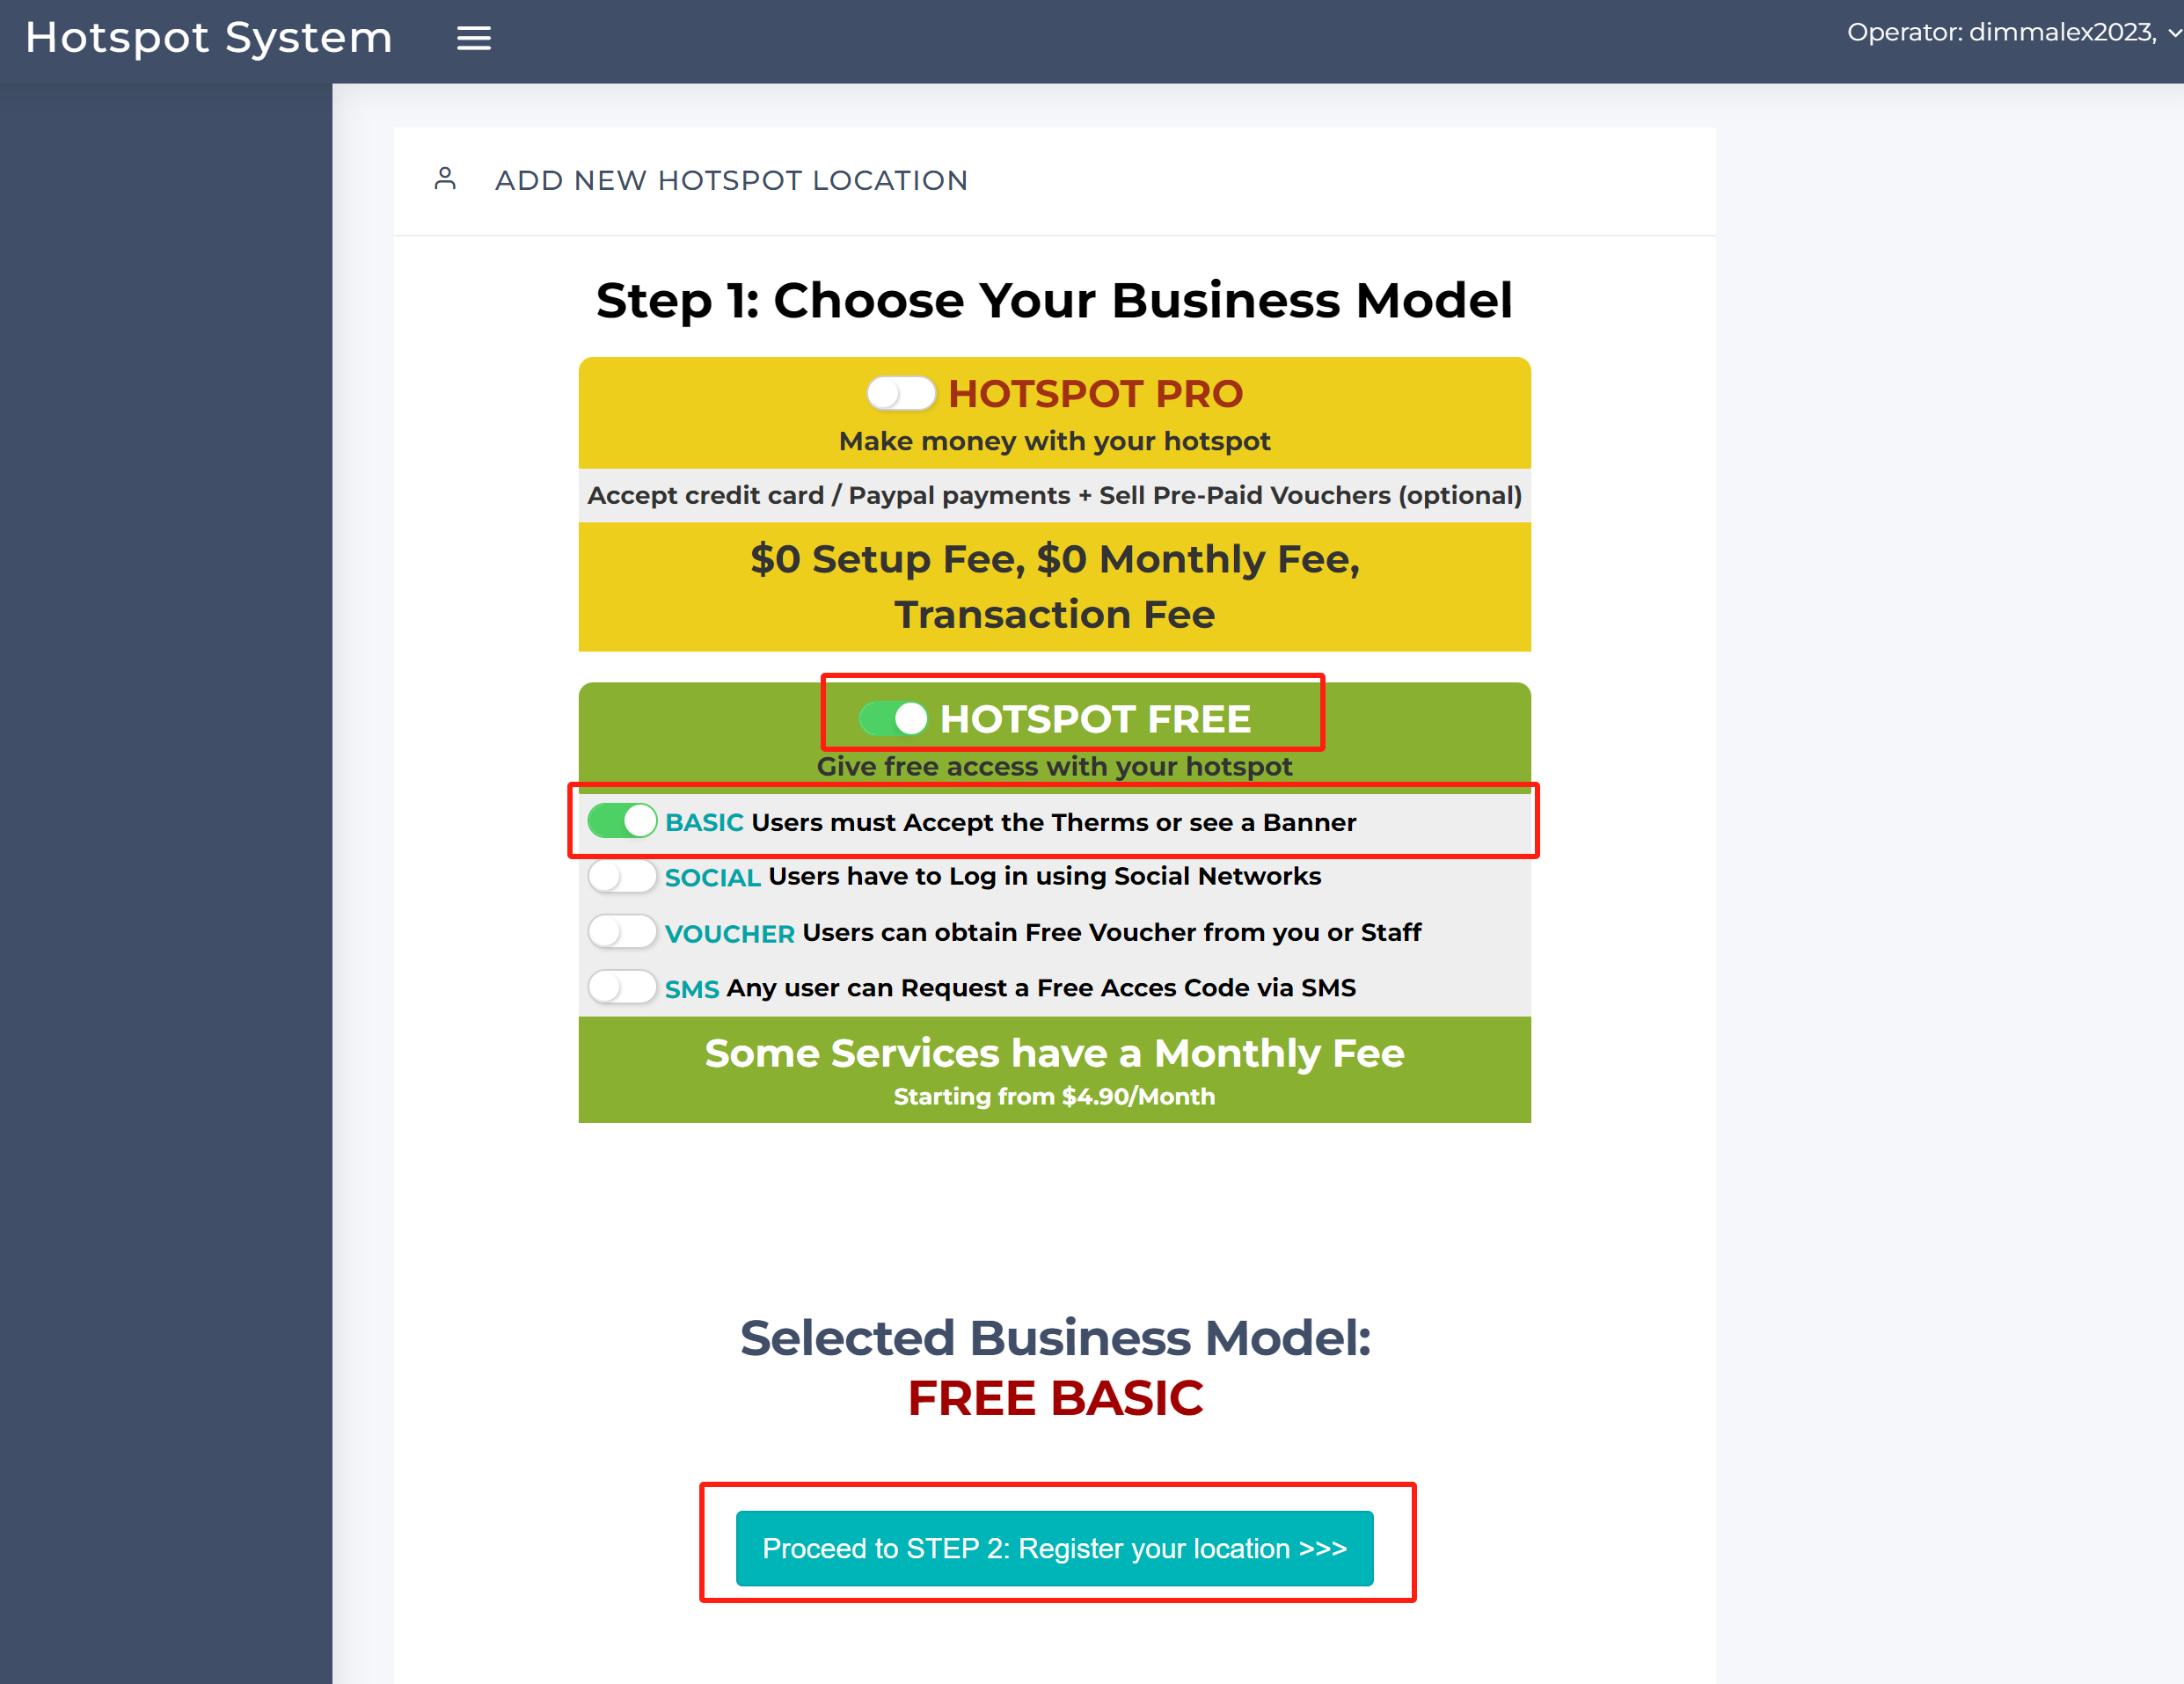 Hotspot System
Operator: dimmalex2023,
ADD NEW HOTSPOT LOCATION
Step 1: Choose Your Business Model
HOTSPOT PRO
Make money with your hotspot
Accept credit card / Paypal payments + Sell Pre-Paid Vouchers (optional)
$0 Setup Fee, $0 Monthly Fee,
Transaction Fee
HOTSPOT FREE
Give free access with your hotspot
BASIC Users must Accept the Therms or see a Banner
SOCIAL Users have to Log in using Social Networks
VOUCHER Users can obtain Free Voucher from you or Staff
SMS Any user can Request a Free Acces Code via SMS
Some Services have a Monthly Fee
Starting from $4.90/Month
Selected Business Model:
FREE BASIC
Proceed to STEP 2: Register your location >>>